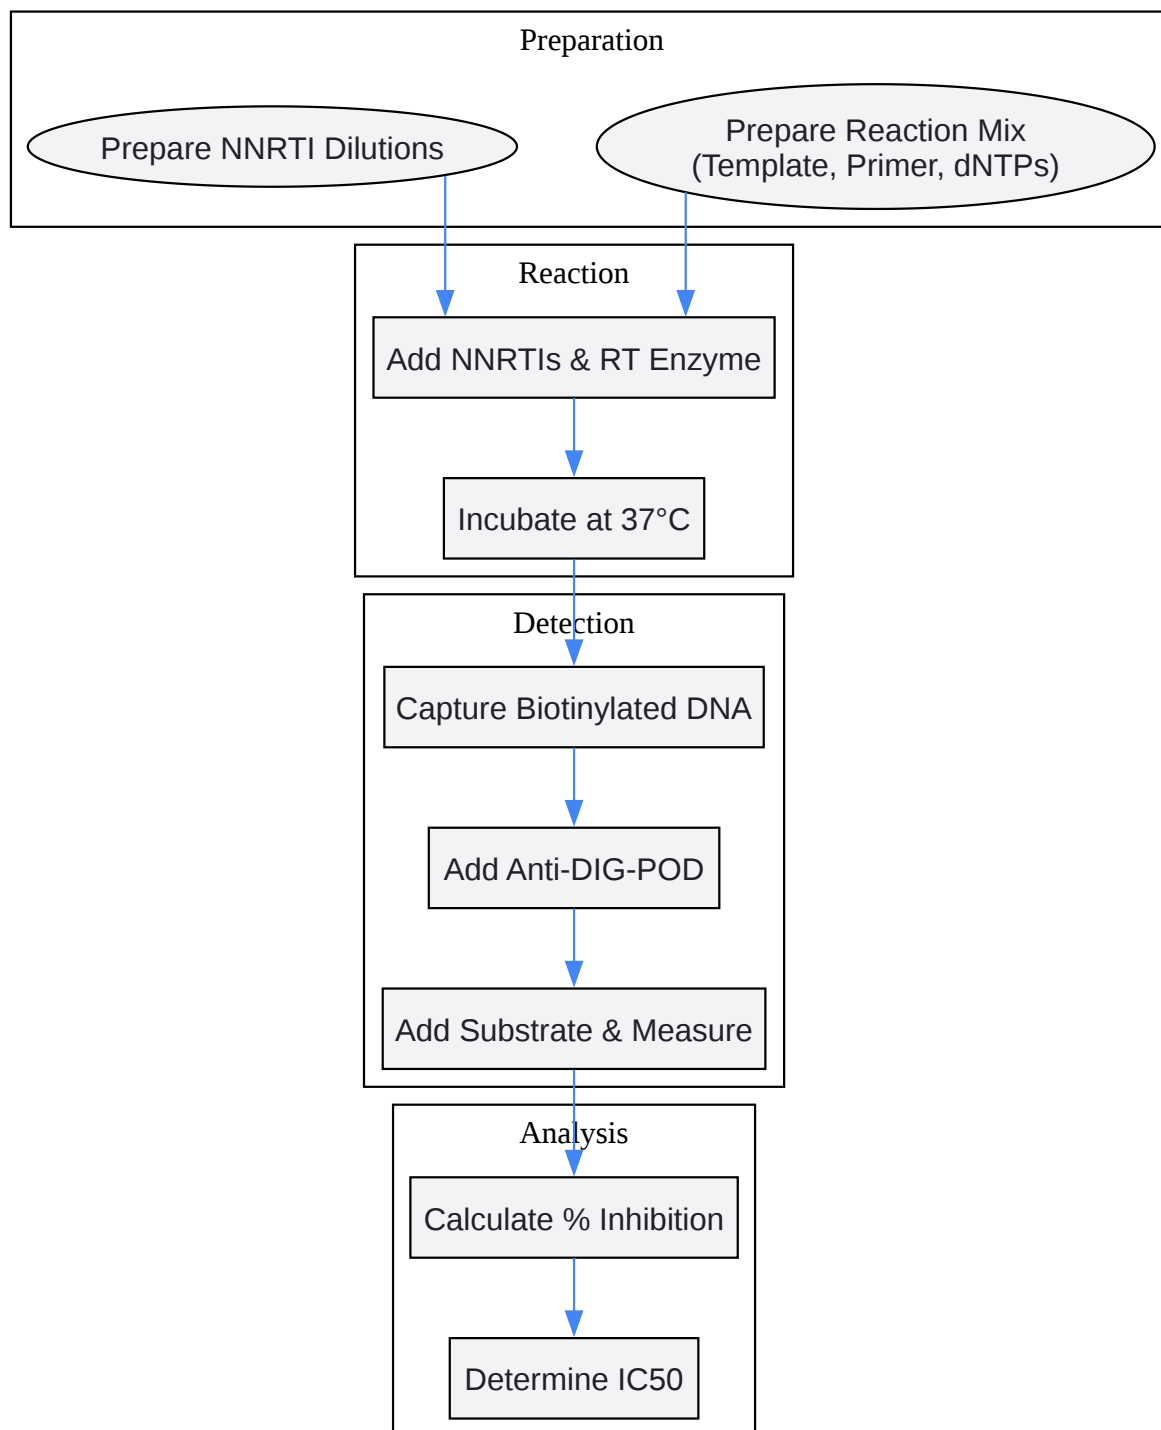 Preparation
Prepare NNRTI Dilutions
Prepare Reaction Mix
(Template, Primer, dNTPs)
Reaction
Add NNRTIs & RT Enzyme
Incubate at 37°C
Detection
Capture Biotinylated DNA
Add Anti-DIG-POD
Add Substrate & Measure
Analysis
Calculate % Inhibition
Determine IC50